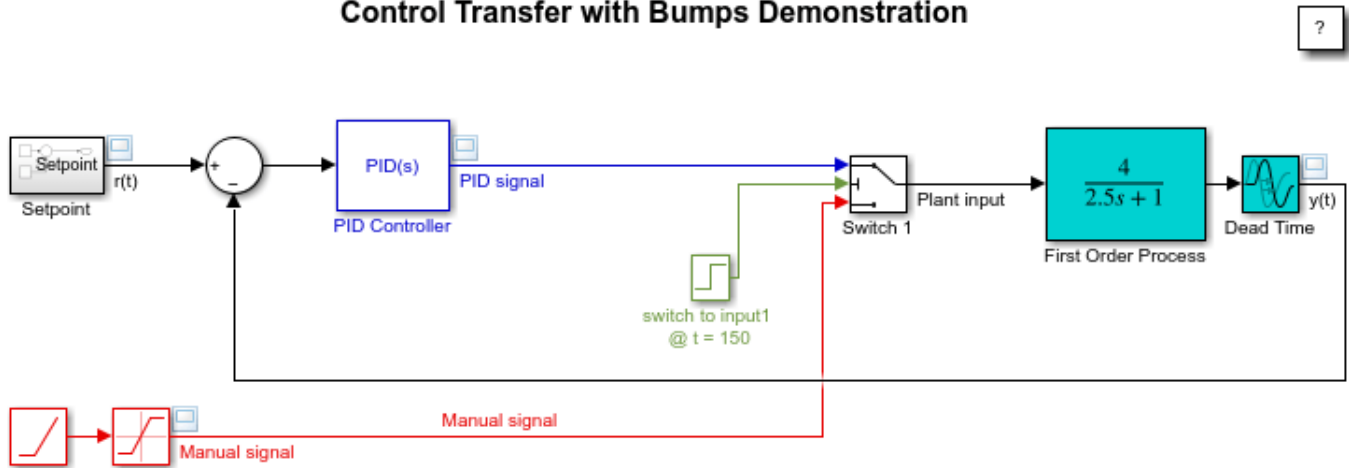 Control Transfer with Bumps Demonstration
?
Setpoint
r(t)
Setpoint
+
−
PID(s)
PID signal
PID Controller
switch to input1
@ t = 150
Switch 1
Plant input
4
2.5s + 1
First Order Process
y(t)
Dead Time
Manual signal
Manual signal